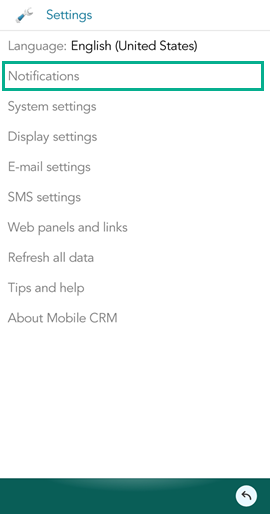 Settings
Language: English (United States)
Notifications
System settings
Display settings
E-mail settings
SMS settings
Web panels and links
Refresh all data
Tips and help
About Mobile CRM